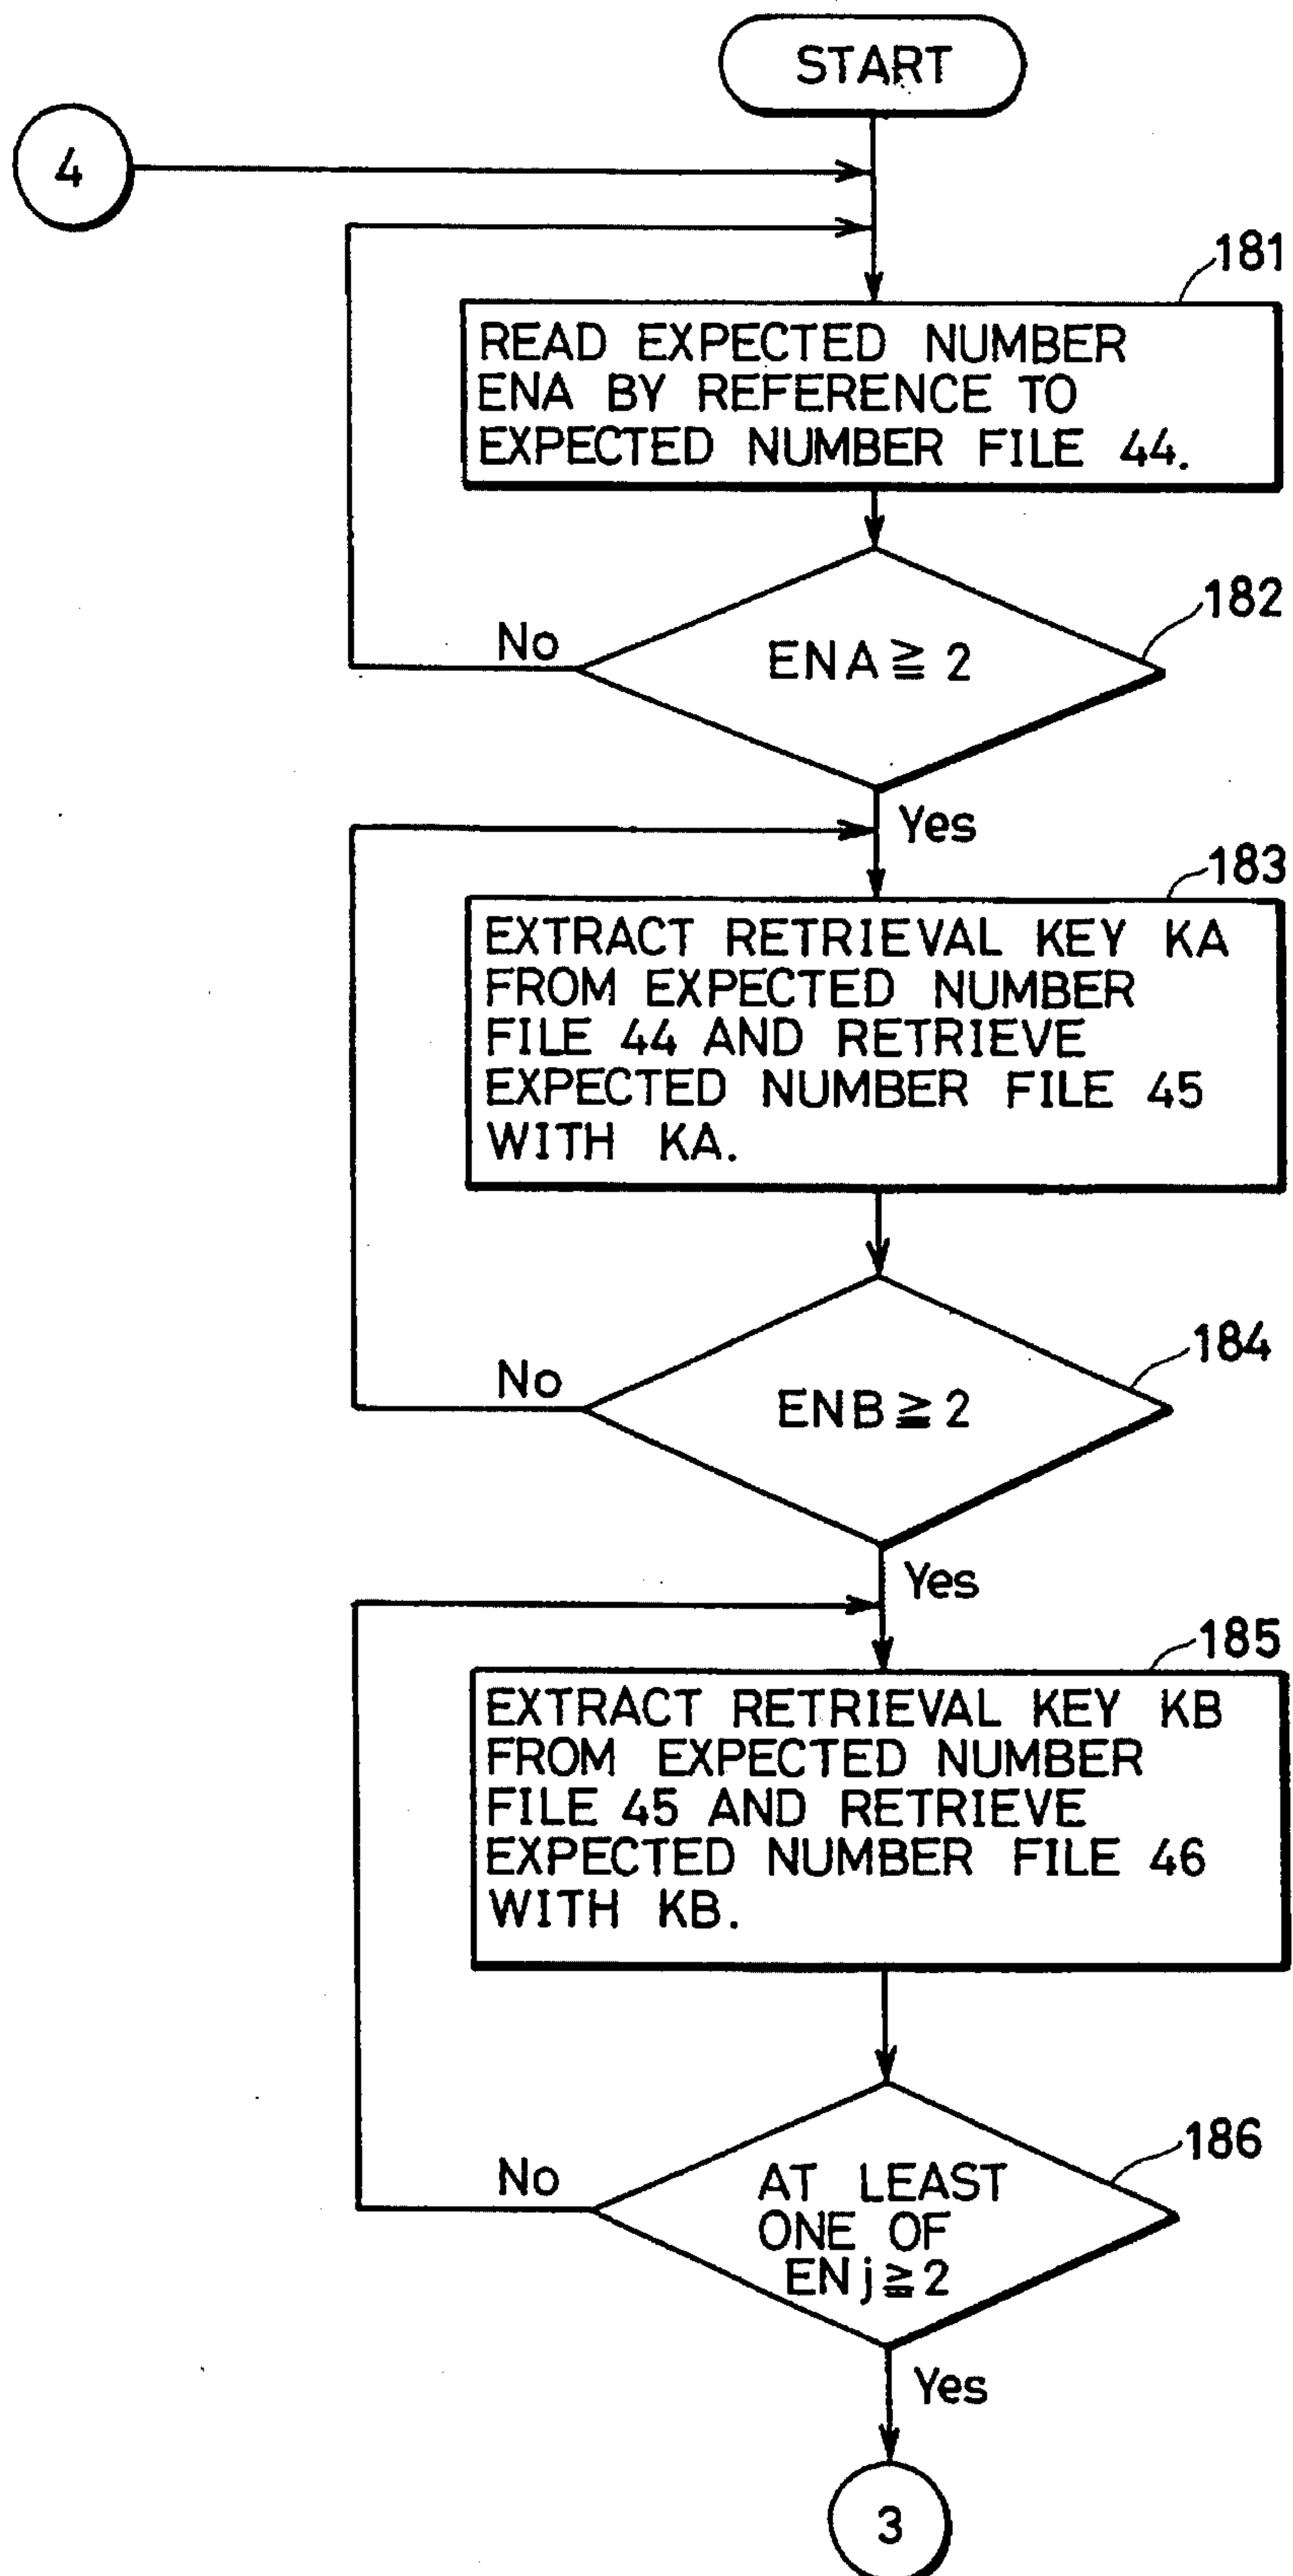 START
4
181
READ EXPECTED NUMBER
ENA BY REFERENCE TO
EXPECTED NUMBER FILE 44.
182
No
ENA ≧ 2
Yes
183
EXTRACT RETRIEVAL KEY KA
FROM EXPECTED NUMBER
FILE 44 AND RETRIEVE
EXPECTED NUMBER FILE 45
WITH KA.
184
No
ENB ≧ 2
Yes
185
EXTRACT RETRIEVAL KEY KB
FROM EXPECTED NUMBER
FILE 45 AND RETRIEVE
EXPECTED NUMBER FILE 46
WITH KB.
186
No
AT LEAST
ONE OF
ENj ≧ 2
Yes
3